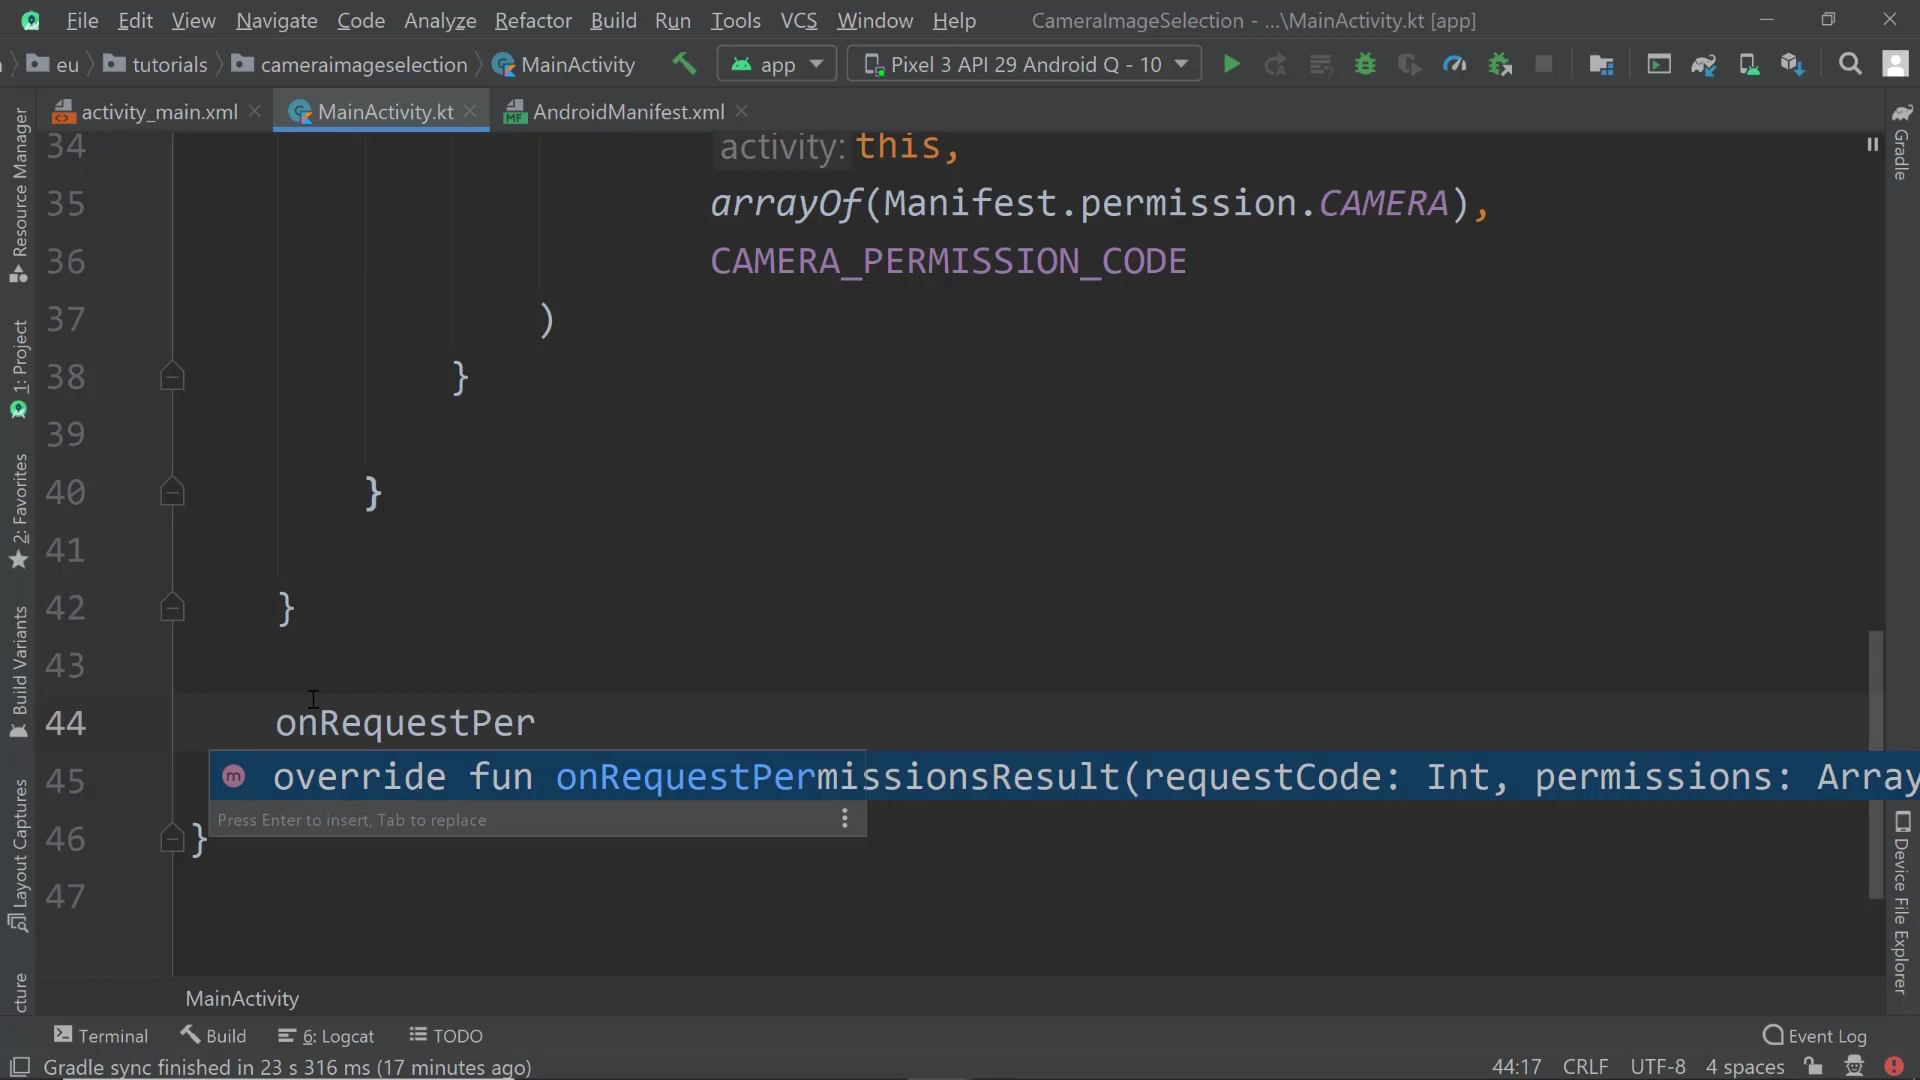 File Edit View Navigate Code Analyze Refactor Build Run Tools VCS Window Help CameraImageSelection - ...\MainActivity.kt [app]
eu tutorials cameraimageselection MainActivity app Pixel 3 API 29 Android Q - 10
activity_main.xml MainActivity.kt AndroidManifest.xml
34 activity: this,
35 arrayOf(Manifest.permission.CAMERA),
36 CAMERA_PERMISSION_CODE
37 )
38 }
39
40 }
41
42 }
43
44 onRequestPer
45 m override fun onRequestPermissionsResult(requestCode: Int, permissions: Array
Press Enter to insert, Tab to replace
46 }
47
MainActivity
Resource Manager
1: Project
2: Favorites
Build Variants
Layout Captures
cture
Gradle
Device File Explorer
Terminal Build 6: Logcat TODO Event Log
Gradle sync finished in 23 s 316 ms (17 minutes ago) 44:17 CRLF UTF-8 4 spaces